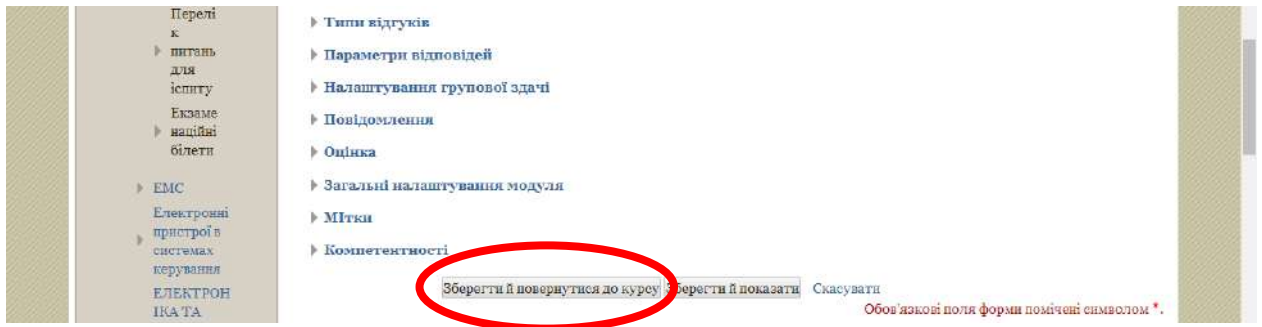 Перелі
к
питань
для
іспиту
Екзаме
наційні
білети
ЕМС
Електронні
пристрої в
системах
керування
ЕЛЕКТРОН
ІКА ТА
Типи відгуків
Параметри відповідей
Налаштування групової здачі
Повідомлення
Оцінка
Загальні налаштування модуля
МІтки
Компетентності
Зберегти й повернутися до курсу Зберегти й показати Скасувати
Обов'язкові поля форми помічені символом *.